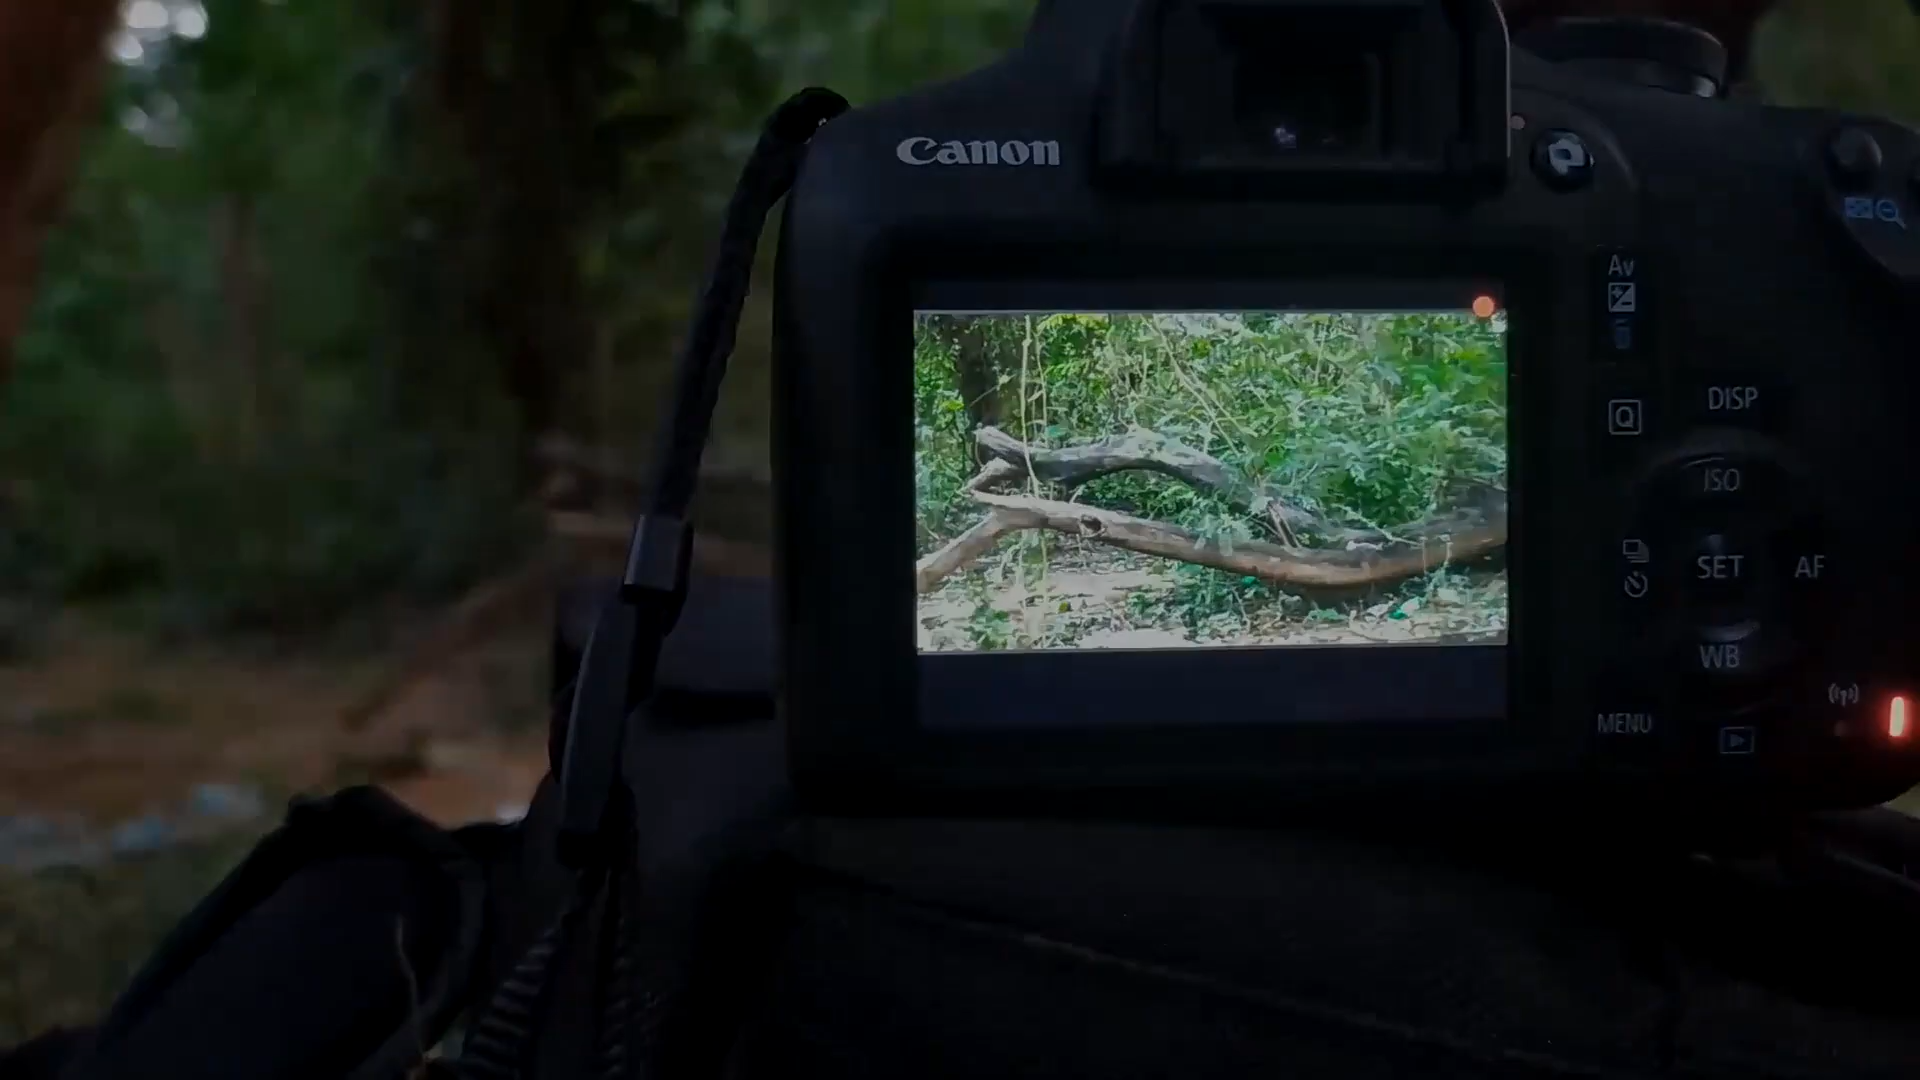 Canon
Av
Q
DISP
ISO
SET
AF
WB
MENU